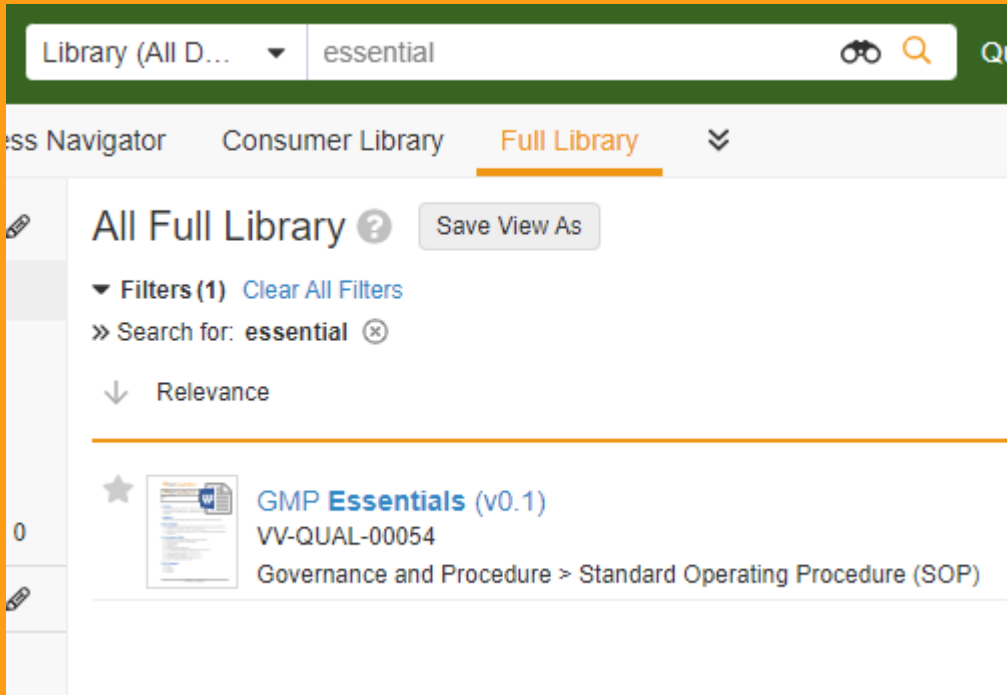 Library (All D... essential Qu
ess Navigator Consumer Library Full Library
All Full Library ? Save View As
Filters (1) Clear All Filters
» Search for: essential
Relevance
GMP Essentials (v0.1)
VV-QUAL-00054
0
Governance and Procedure > Standard Operating Procedure (SOP)